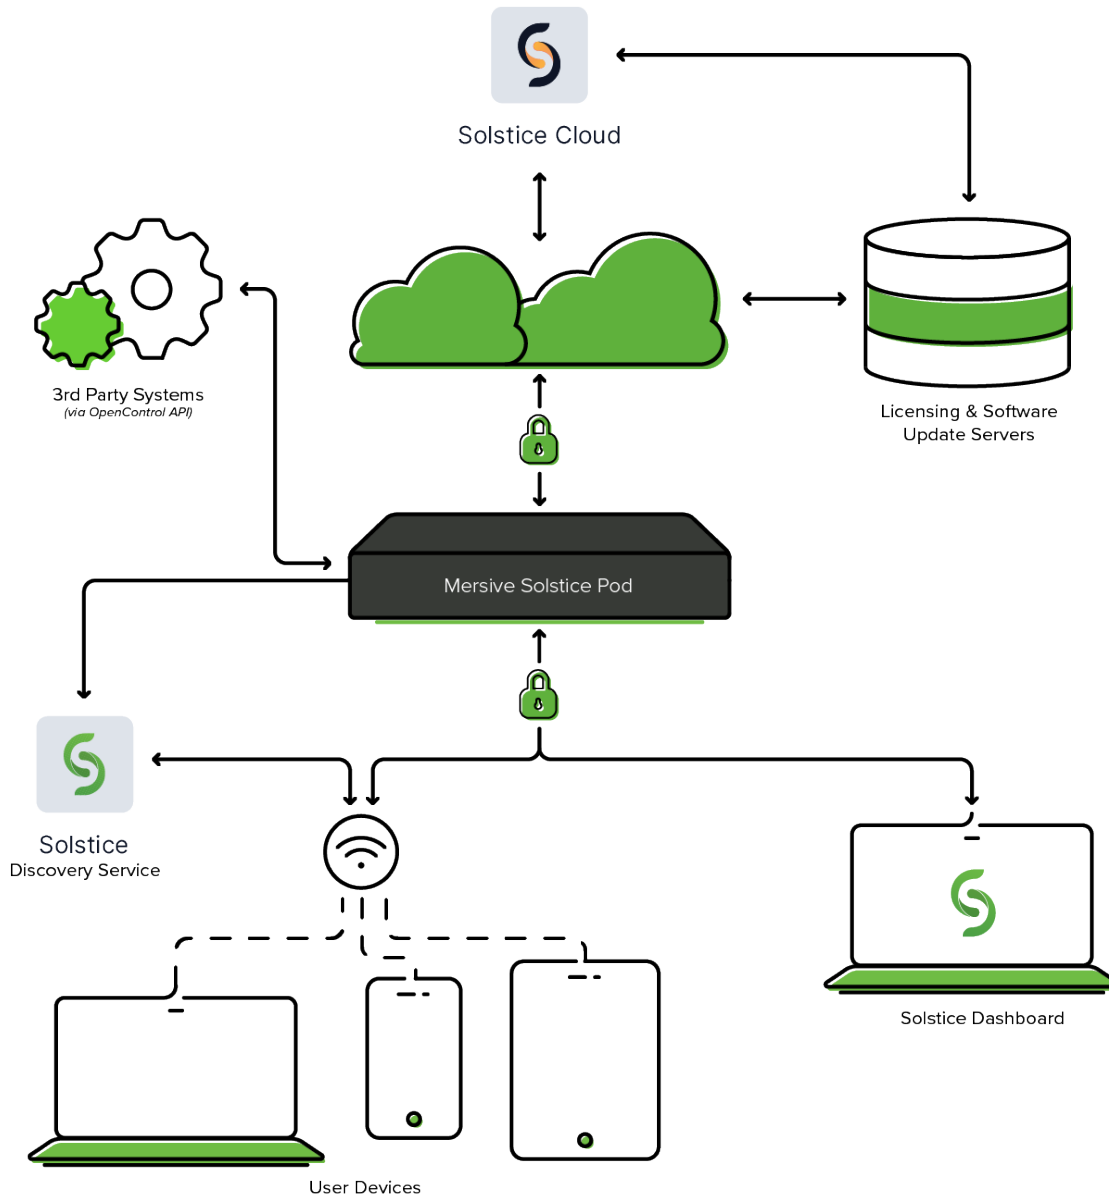 Solstice Cloud
3rd Party Systems
(via OpenControl API)
Licensing & Software
Update Servers
Mersive Solstice Pod
Solstice
Discovery Service
Solstice Dashboard
User Devices